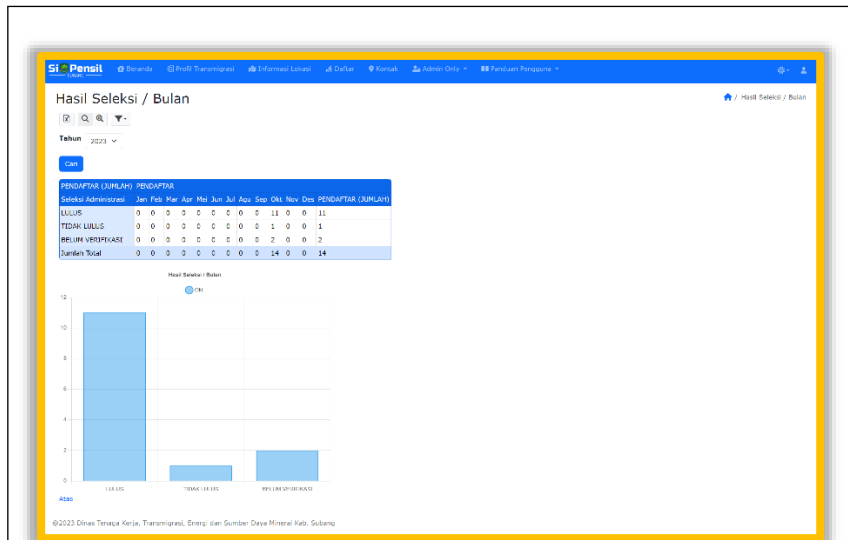 Si Pensil
SUBANG
Beranda Profil Transmigrasi Informasi Lokasi Daftar Kontak Admin Only Panduan Pengguna
Hasil Seleksi / Bulan
/ Hasil Seleksi / Bulan
Tahun 2023
Cari
PENDAFTAR (JUMLAH) PENDAFTAR
Seleksi Administrasi Jan Feb Mar Apr Mei Jun Jul Agu Sep Okt Nov Des PENDAFTAR (JUMLAH)
LULUS 0 0 0 0 0 0 0 0 0 11 0 0 11
TIDAK LULUS 0 0 0 0 0 0 0 0 0 1 0 0 1
BELUM VERIFIKASI 0 0 0 0 0 0 0 0 0 2 0 0 2
Jumlah Total 0 0 0 0 0 0 0 0 0 14 0 0 14
Hasil Seleksi / Bulan
Okt
12
10
8
6
4
2
0
LULUS TIDAK LULUS BELUM VERIFIKASI
Atas
@2023 Dinas Tenaga Kerja, Transmigrasi, Energi dan Sumber Daya Mineral Kab. Subang